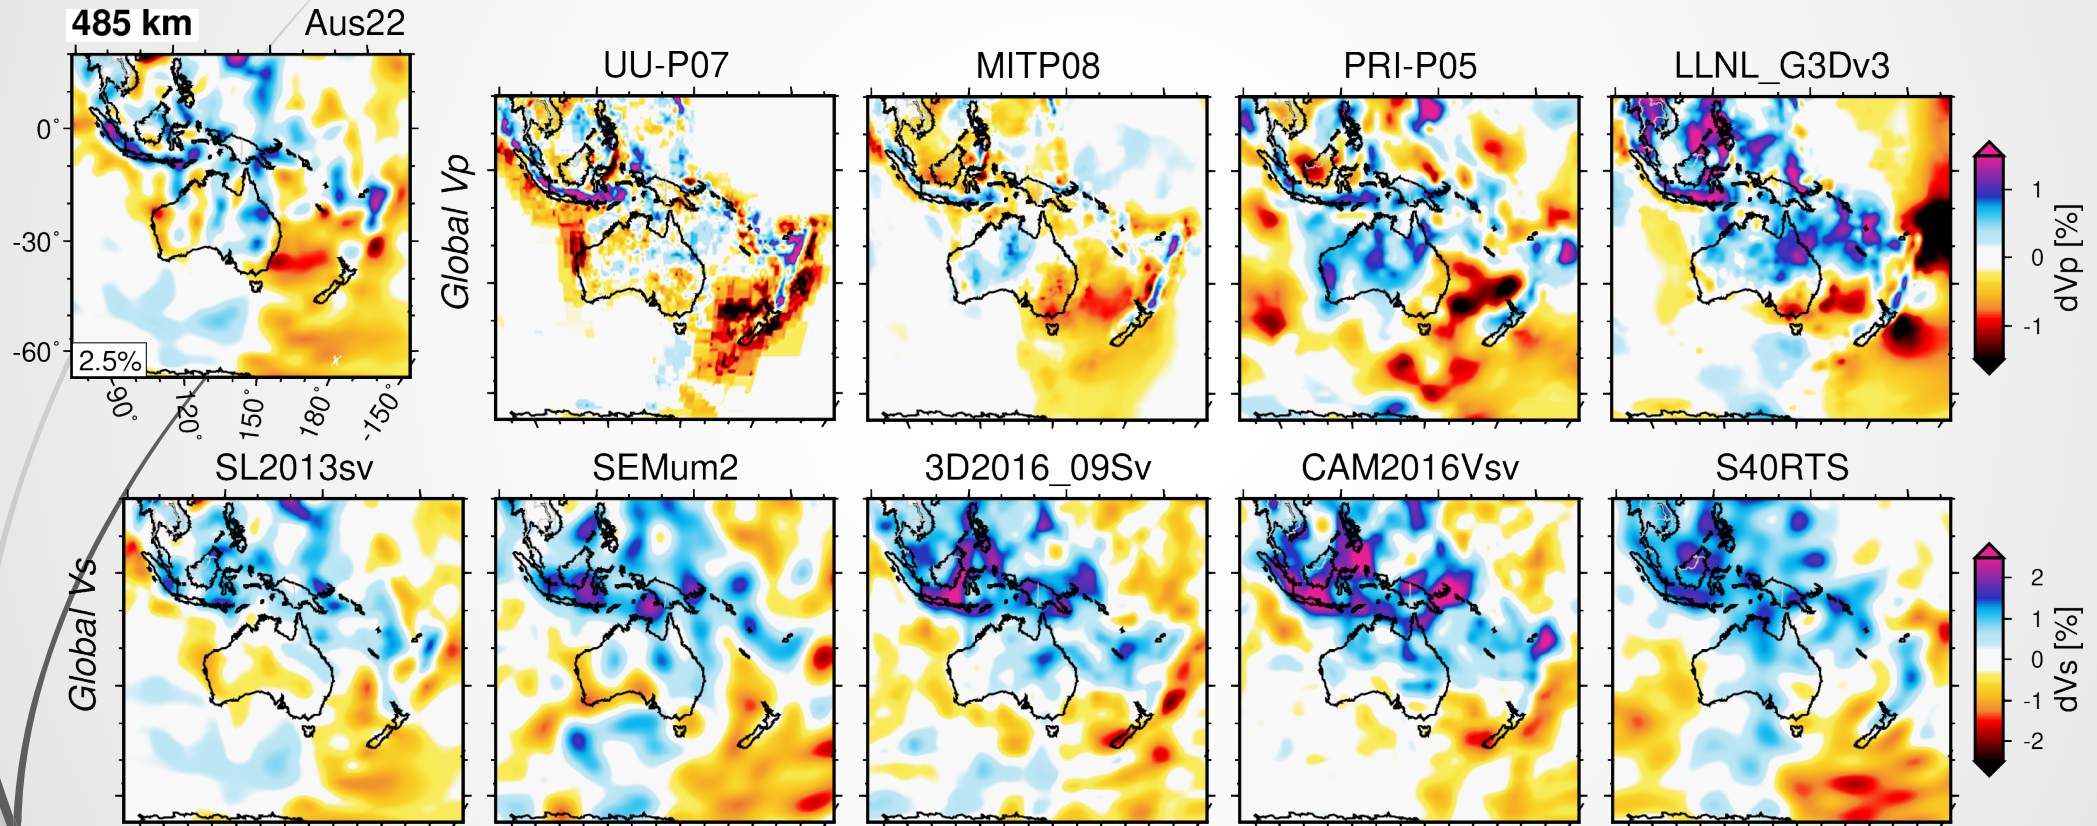 485 km Aus22
UU-P07 MITP08 PRI-P05 LLNL_G3Dv3
0°
-30°
-60°
2.5%
x
90° 120° 150° 180° -150°
Global Vp
1
0
-1
dVp [%]
SL2013sv SEMum2 3D2016_09Sv CAM2016Vsv S40RTS
Global Vs
2
1
0
-1
-2
dVs [%]